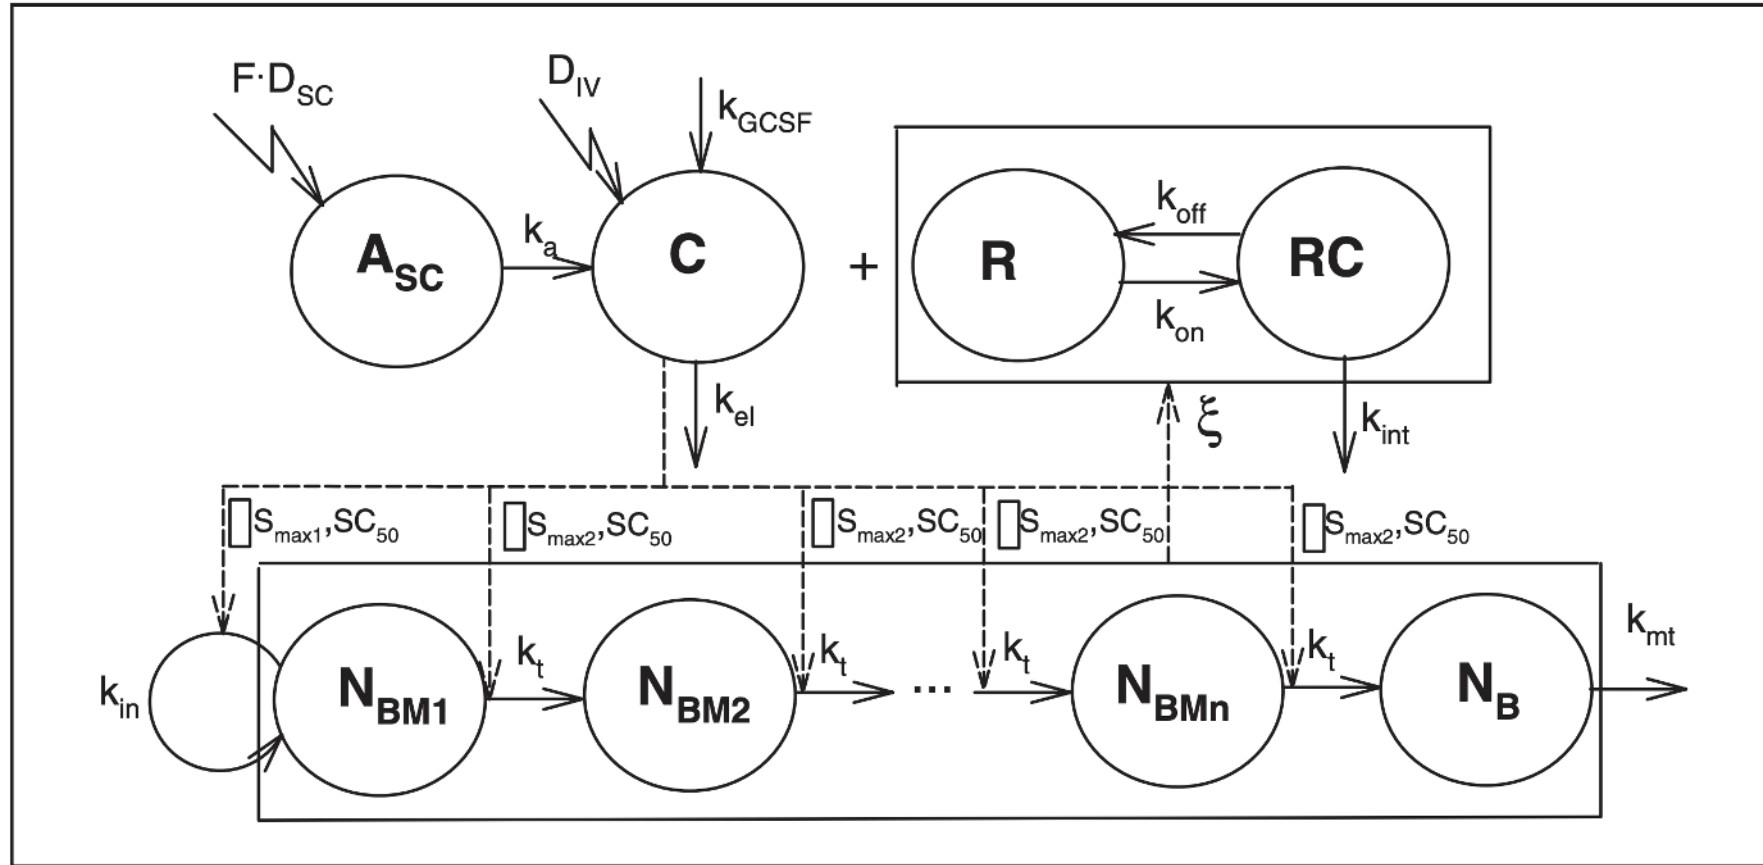 F·D_SC
D_IV
k_GCSF
A_SC
k_a
C
+
R
k_off
k_on
RC
k_el
ξ
k_int
S_max1,SC_50
S_max2,SC_50
S_max2,SC_50
S_max2,SC_50
S_max2,SC_50
k_in
N_BM1
k_t
N_BM2
k_t
...
k_t
N_BMn
k_t
N_B
k_mt